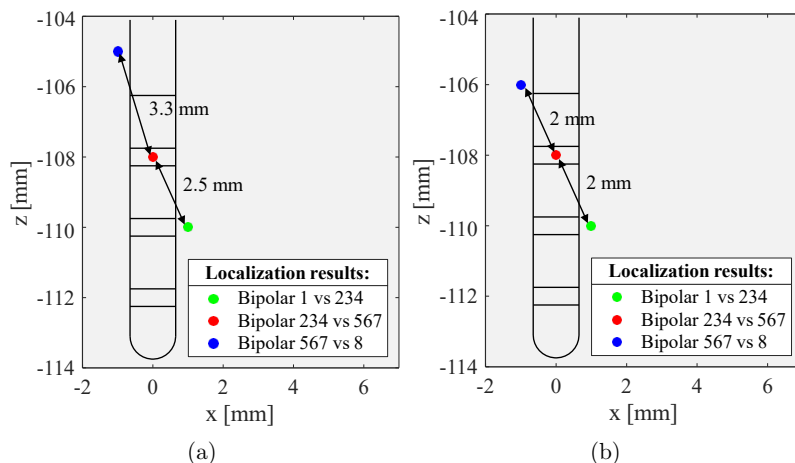 -104
-106
-108
-110
-112
-114
z [mm]
3.3 mm
2.5 mm
Localization results:
Bipolar 1 vs 234
Bipolar 234 vs 567
Bipolar 567 vs 8
-2
0
2
4
6
x [mm]
(a)
-104
-106
-108
-110
-112
-114
z [mm]
2 mm
2 mm
Localization results:
Bipolar 1 vs 234
Bipolar 234 vs 567
Bipolar 567 vs 8
-2
0
2
4
6
x [mm]
(b)